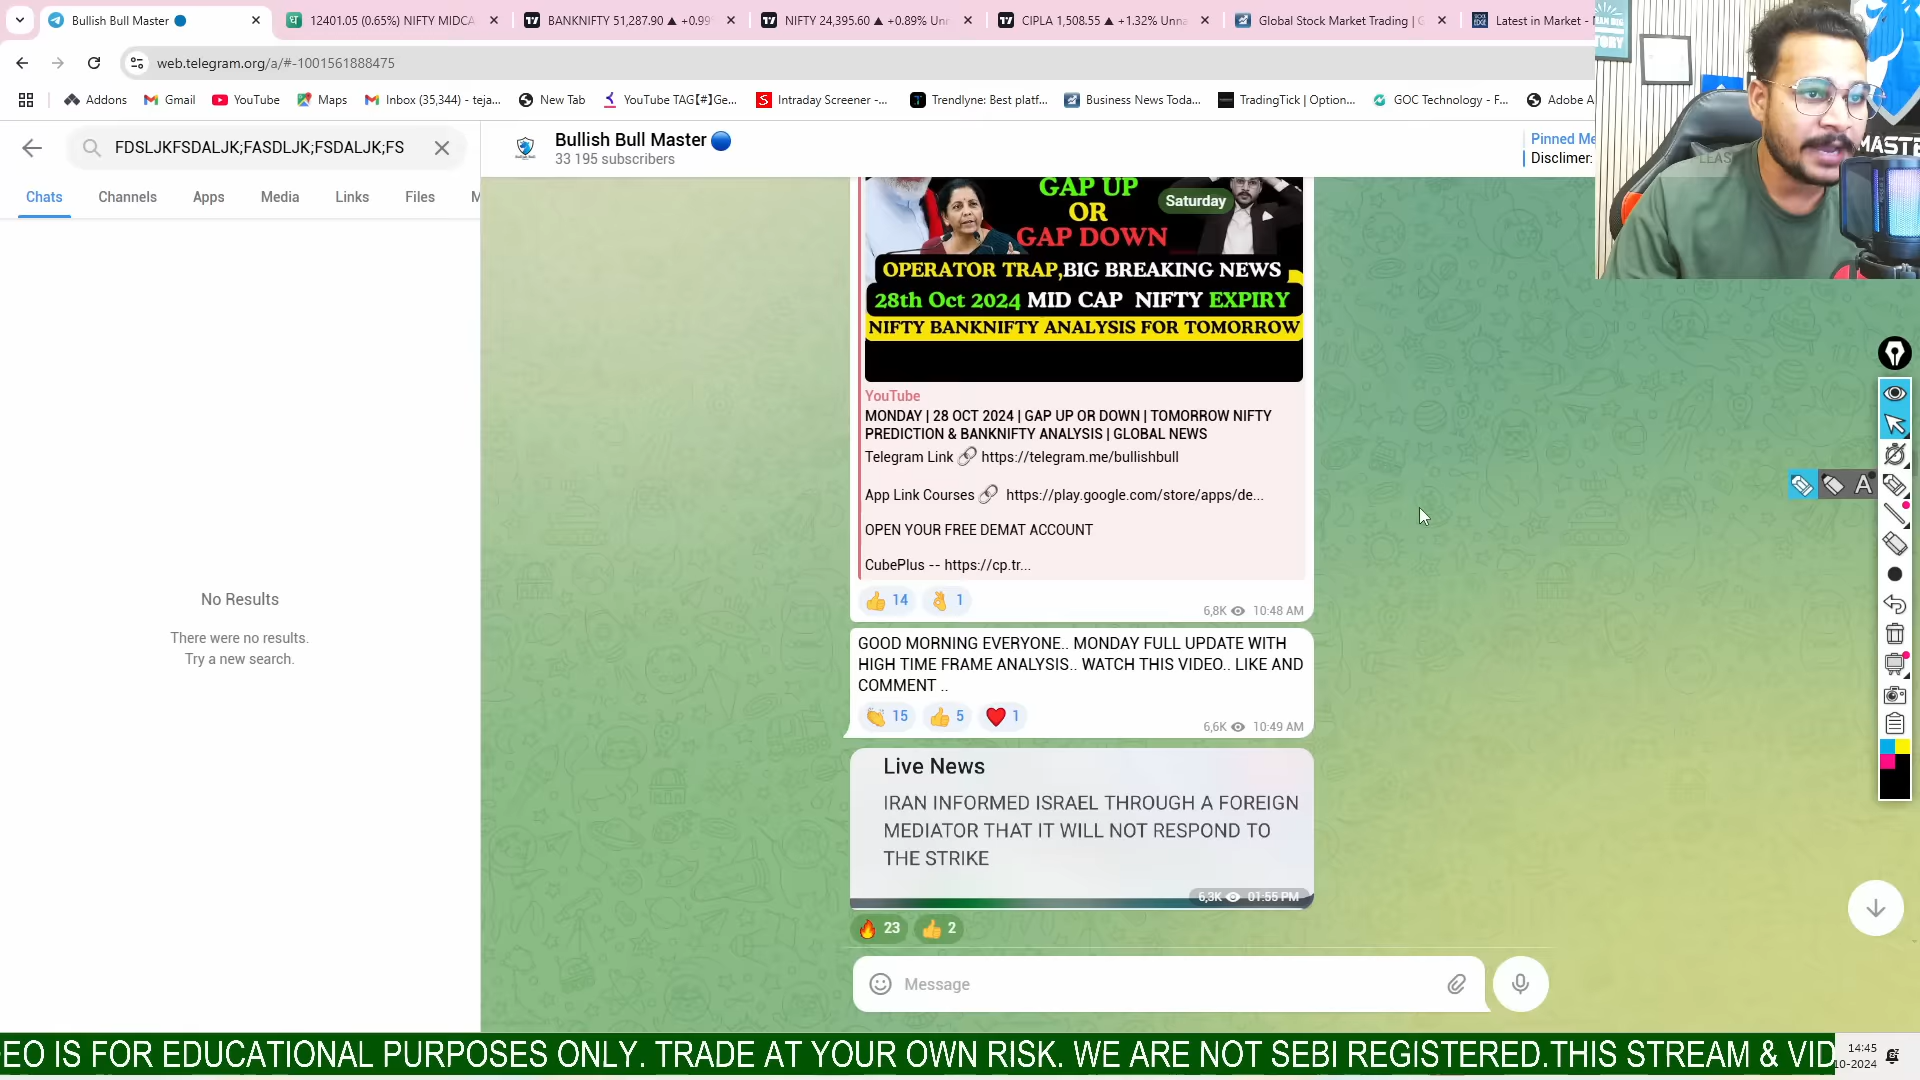 Bullish Bull Master
12401.05 (0.65%) NIFTY MIDCA
BANKNIFTY 51,287.90 ▲ +0.99
NIFTY 24,395.60 ▲ +0.89% Unn
CIPLA 1,508.55 ▲ +1.32% Unna
Global Stock Market Trading | G
Latest in Market -
web.telegram.org/a/#-1001561888475
Addons
Gmail
YouTube
Maps
Inbox (35,344) - teja...
New Tab
YouTube TAG【#】Ge...
Intraday Screener -...
Trendlyne: Best platf...
Business News Toda...
TradingTick | Option...
GOC Technology - F...
Adobe A
FDSLJKFSDALJK;FASDLJK;FSDALJK;FS
Chats
Channels
Apps
Media
Links
Files
M
No Results
There were no results.
Try a new search.
Bullish Bull Master
33 195 subscribers
Pinned Me
Disclimer:
MASTE
GAP UP
OR
GAP DOWN
Saturday
OPERATOR TRAP,BIG BREAKING NEWS
28th Oct 2024 MID CAP NIFTY EXPIRY
NIFTY BANKNIFTY ANALYSIS FOR TOMORROW
YouTube
MONDAY | 28 OCT 2024 | GAP UP OR DOWN | TOMORROW NIFTY
PREDICTION & BANKNIFTY ANALYSIS | GLOBAL NEWS
Telegram Link 🔗 https://telegram.me/bullishbull
App Link Courses 🔗 https://play.google.com/store/apps/de...
OPEN YOUR FREE DEMAT ACCOUNT
CubePlus -- https://cp.tr...
👍 14
👌 1
6,8K 10:48 AM
GOOD MORNING EVERYONE.. MONDAY FULL UPDATE WITH
HIGH TIME FRAME ANALYSIS.. WATCH THIS VIDEO.. LIKE AND
COMMENT ..
👏 15
👍 5
❤ 1
6,6K 10:49 AM
Live News
IRAN INFORMED ISRAEL THROUGH A FOREIGN
MEDIATOR THAT IT WILL NOT RESPOND TO
THE STRIKE
6,3K 01:55 PM
🔥 23
👍 2
Message
A
EO IS FOR EDUCATIONAL PURPOSES ONLY. TRADE AT YOUR OWN RISK. WE ARE NOT SEBI REGISTERED.THIS STREAM & VID
14:45
10-2024